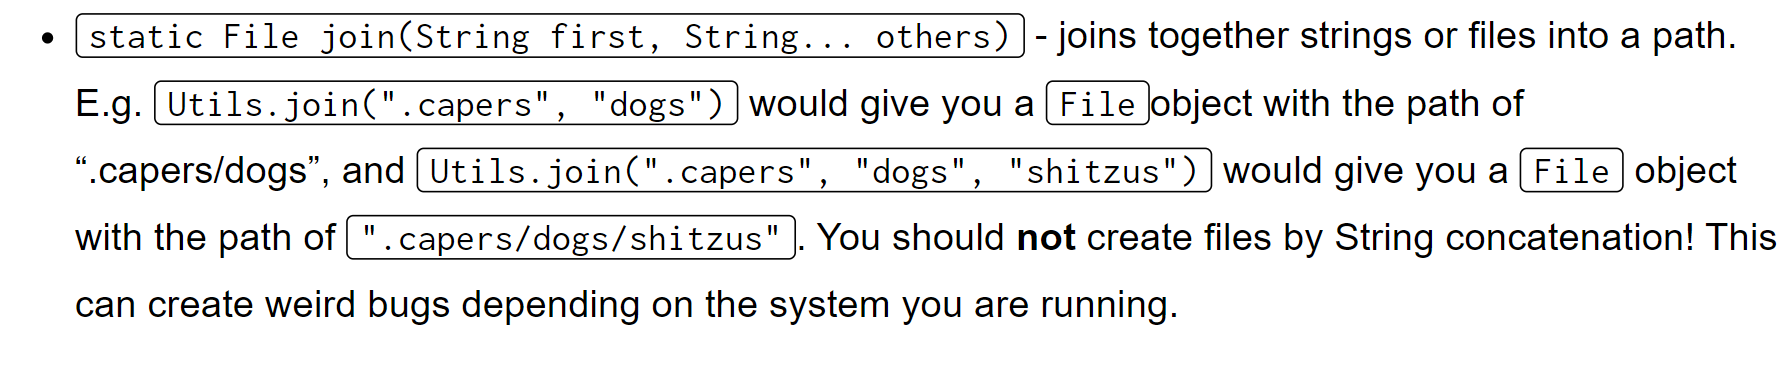 • static File join(String first, String... others) - joins together strings or files into a path.
E.g. Utils.join(".capers", "dogs") would give you a File object with the path of
“.capers/dogs”, and Utils.join(".capers", "dogs", "shitzus") would give you a File object
with the path of ".capers/dogs/shitzus" . You should not create files by String concatenation! This
can create weird bugs depending on the system you are running.